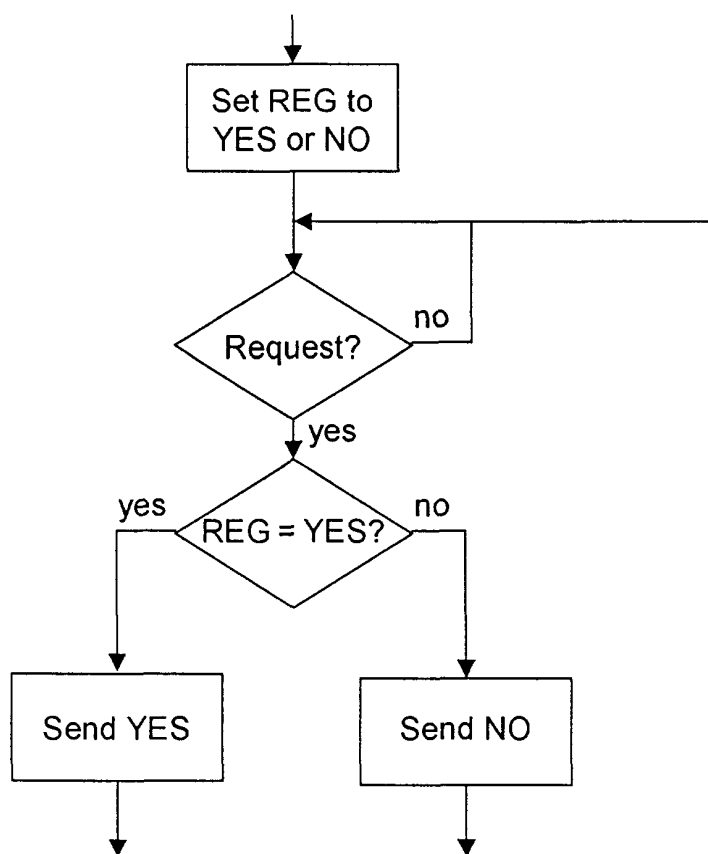 Set REG to
YES or NO
Request?
no
yes
yes
REG = YES?
no
Send YES
Send NO